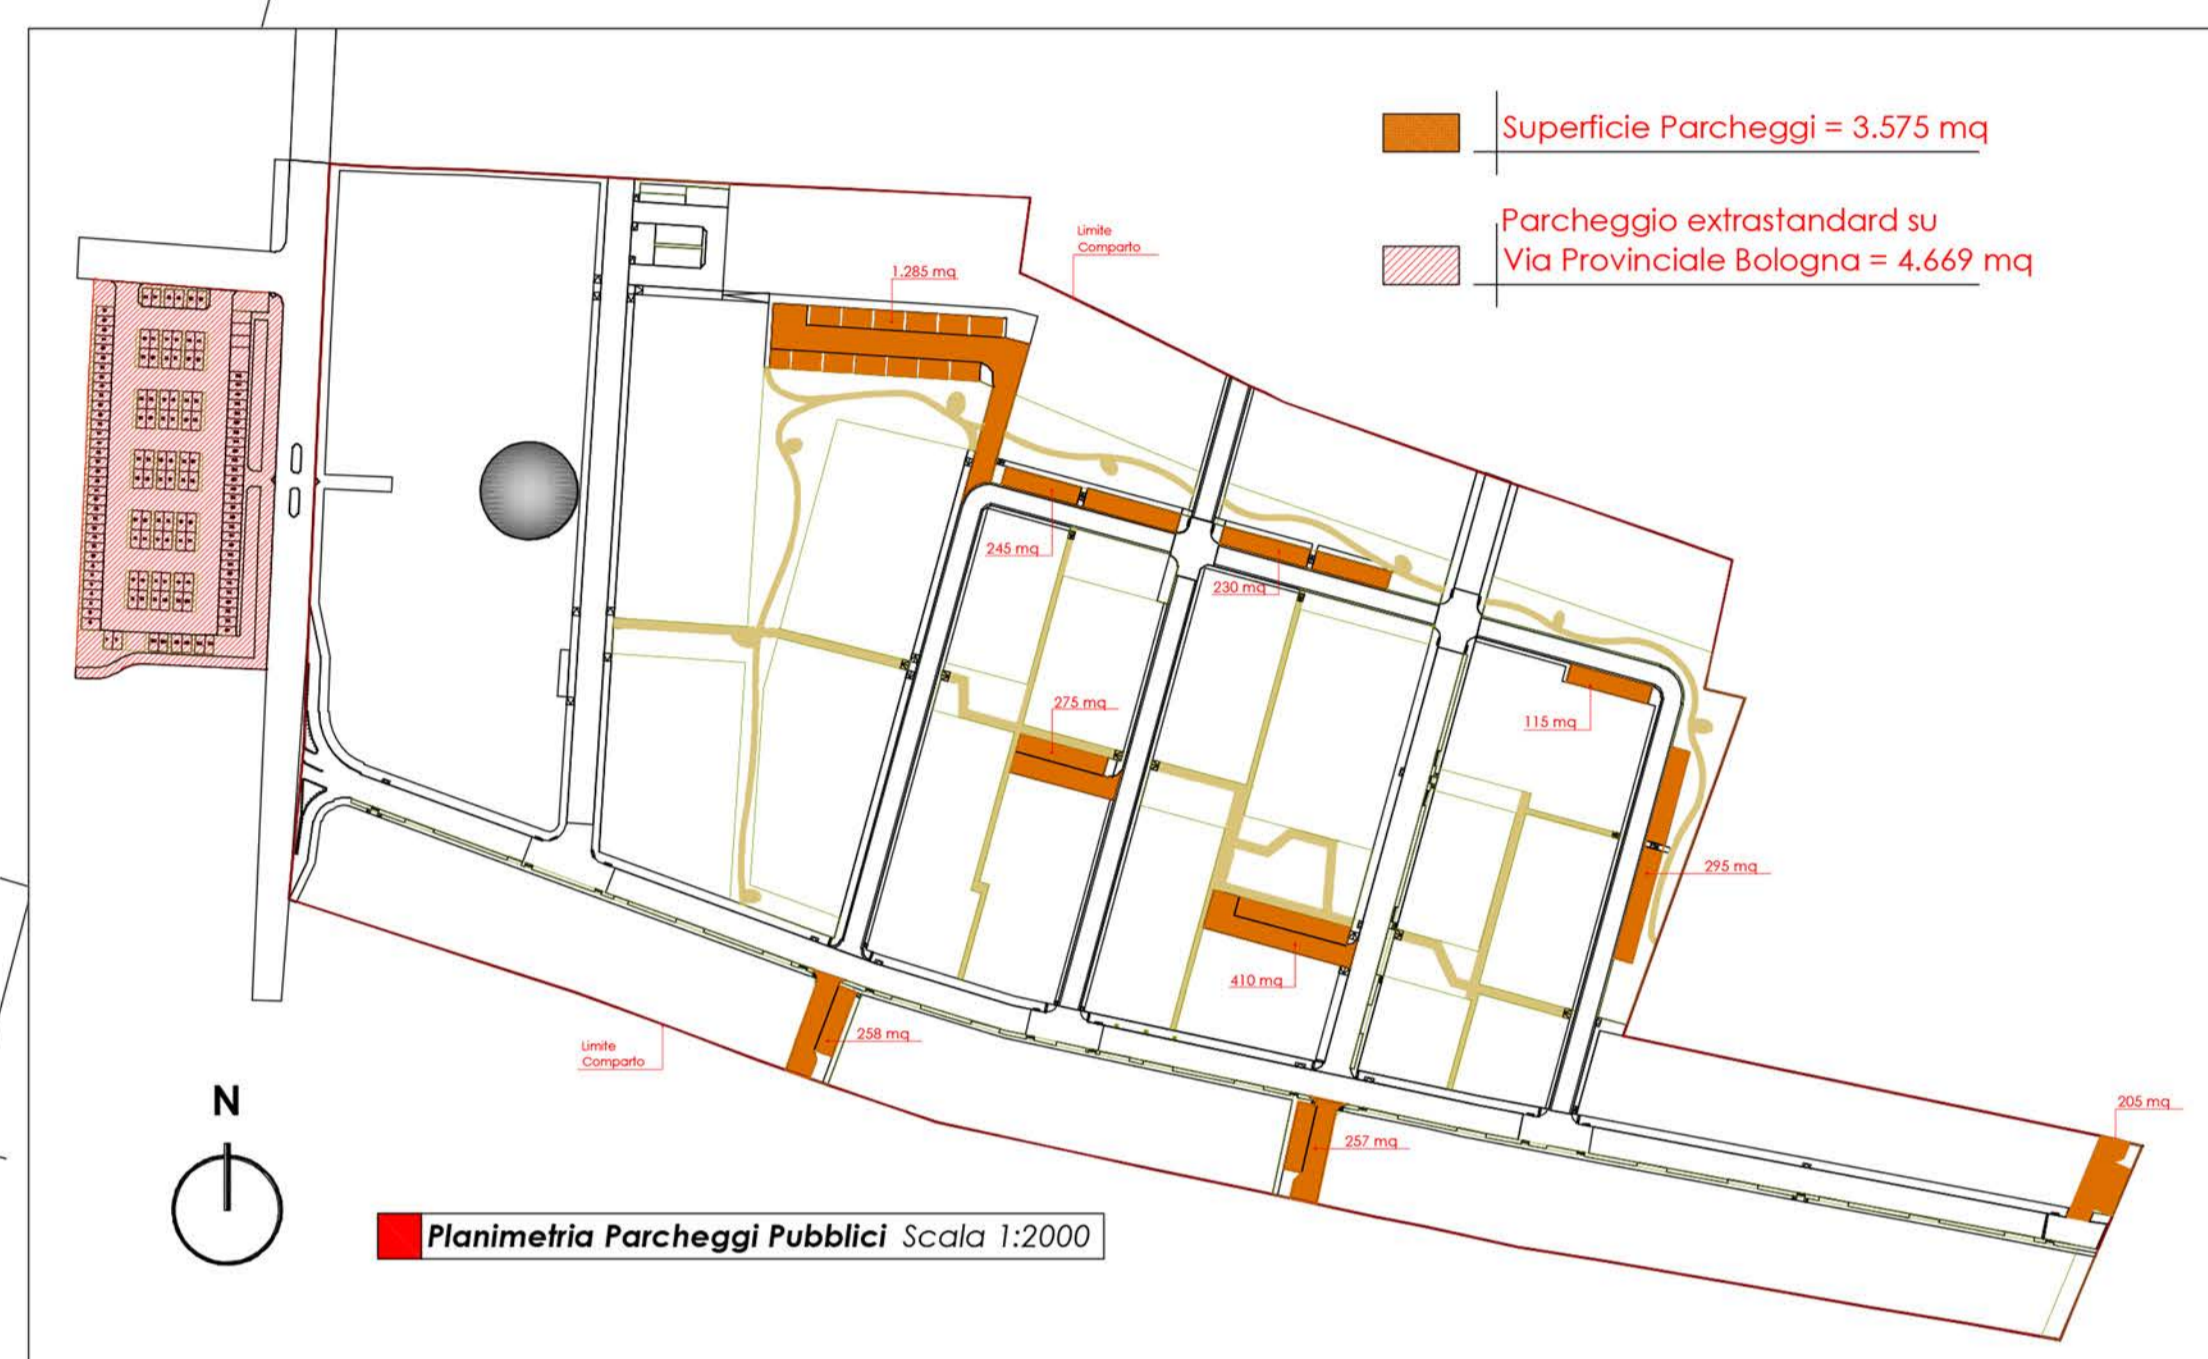 Superficie Parcheggi = 3.575 mq
Parcheggio extrastandard su
Via Provinciale Bologna = 4.669 mq
Limite
Comparto
1.285 mq
245 mq
230 mq
275 mq
115 mq
295 mq
410 mq
258 mq
Limite
Comparto
257 mq
205 mq
N
Planimetria Parcheggi Pubblici Scala 1:2000